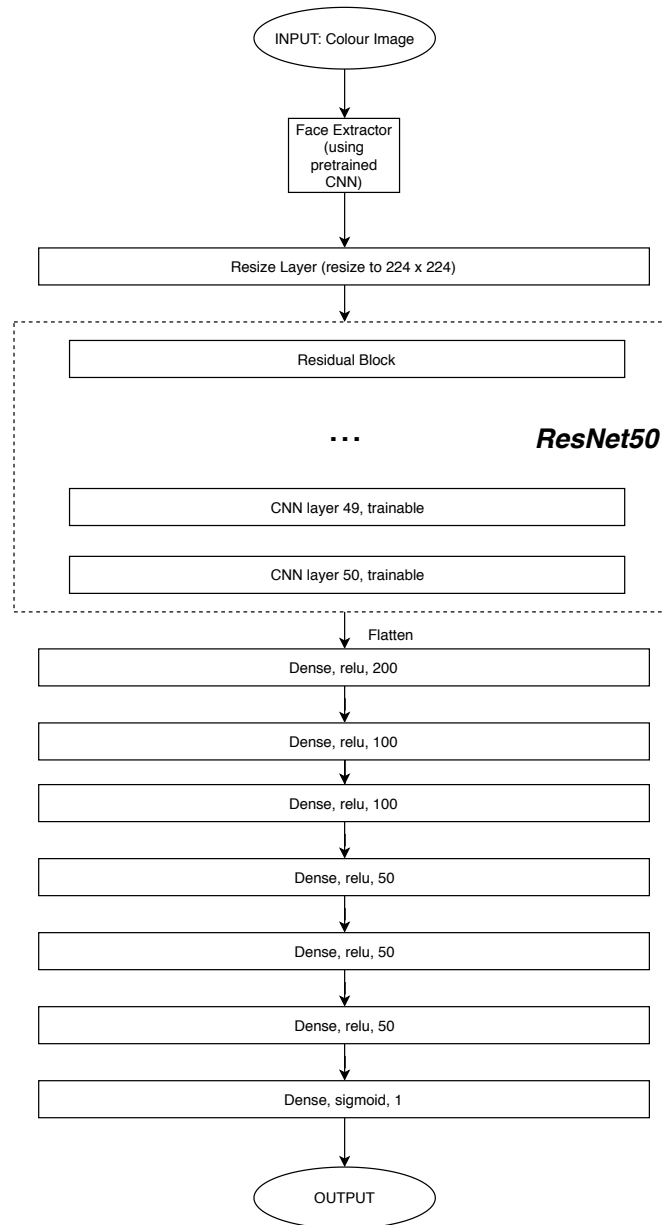 INPUT: Colour Image
Face Extractor
(using
pretrained
CNN)
Resize Layer (resize to 224 x 224)
Residual Block
...
ResNet50
CNN layer 49, trainable
CNN layer 50, trainable
Flatten
Dense, relu, 200
Dense, relu, 100
Dense, relu, 100
Dense, relu, 50
Dense, relu, 50
Dense, relu, 50
Dense, sigmoid, 1
OUTPUT